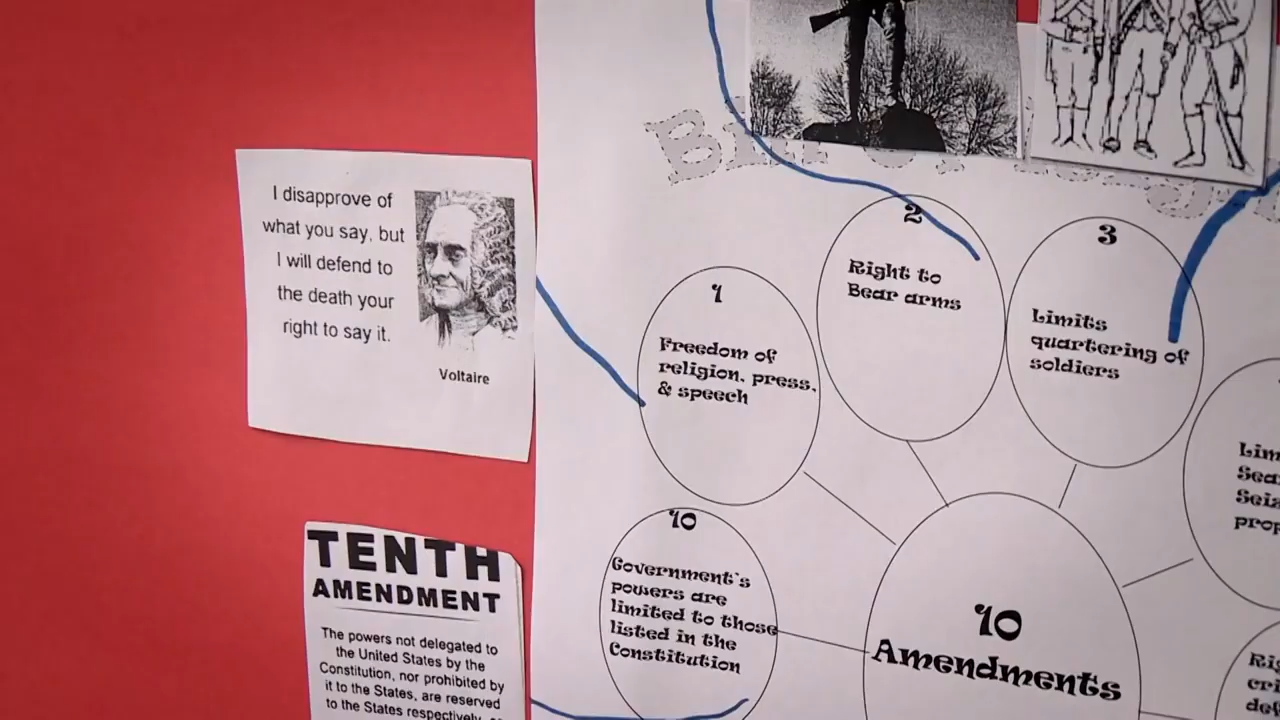 I disapprove of
what you say, but
I will defend to
the death your
right to say it.
Voltaire
TENTH
AMENDMENT
The powers not delegated to
the United States by the
Constitution, nor prohibited by
it to the States, are reserved
to the States respectively,
1
Freedom of
religion, press,
& speech
2
Right to
Bear arms
3
Limits
quartering of
soldiers
10
Government`s
powers are
limited to those
listed in the
Constitution
10
Amendments